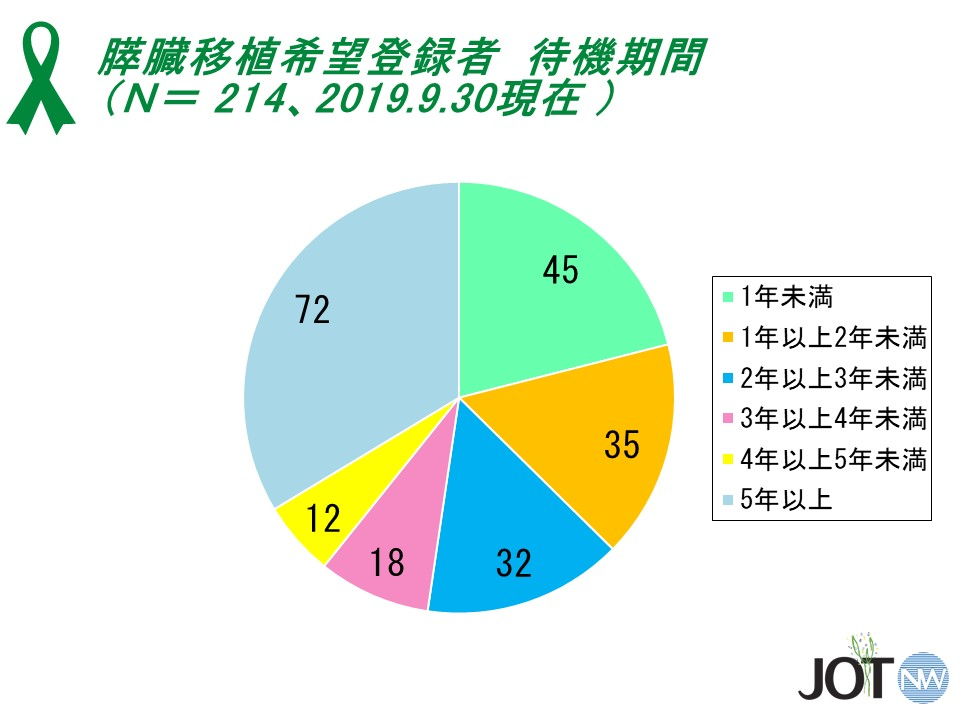 膵臓移植希望登録者　待機期間
（N＝ 214、2019.9.30現在 ）
45
72
35
12
18
32
1年未満
1年以上2年未満
2年以上3年未満
3年以上4年未満
4年以上5年未満
5年以上
JOT NW